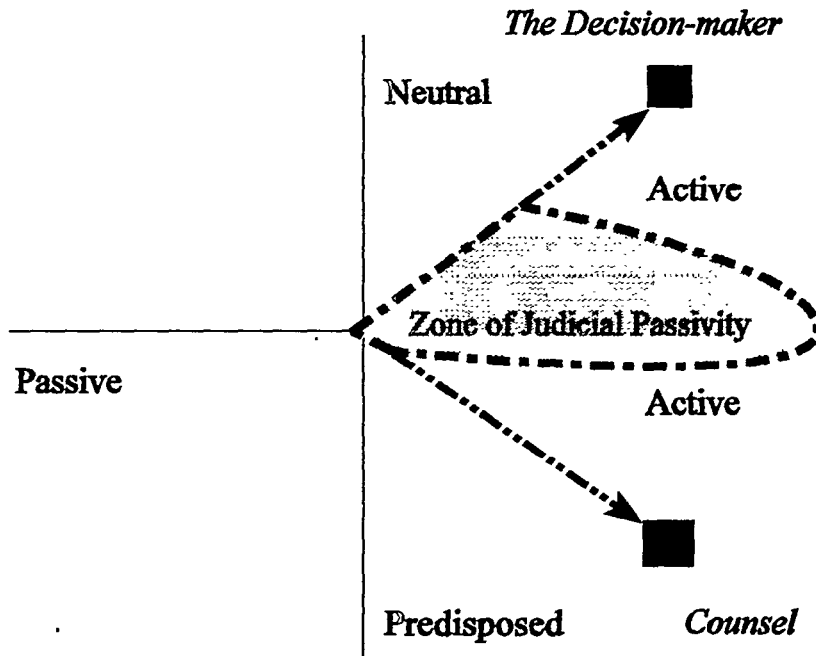 The Decision-maker
Neutral
Active
Zone of Judicial Passivity
Passive
Active
Predisposed
Counsel